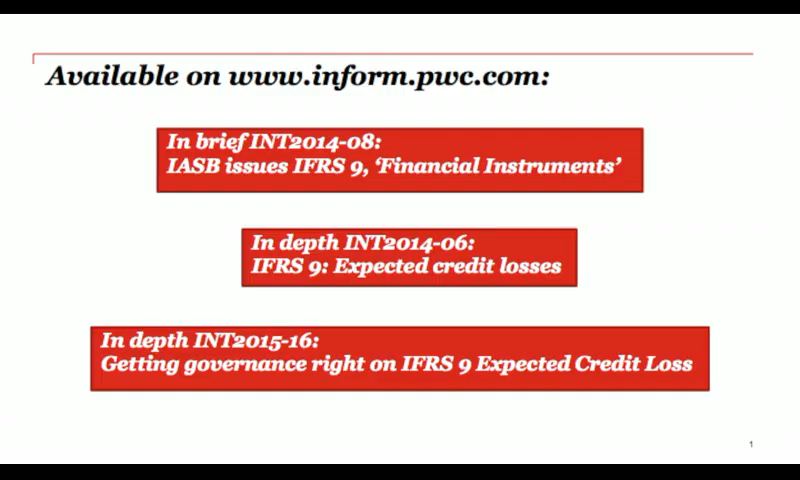 Available on www.inform.pwc.com:
In brief INT2014-08:
IASB issues IFRS 9, ‘Financial Instruments’
In depth INT2014-06:
IFRS 9: Expected credit losses
In depth INT2015-16:
Getting governance right on IFRS 9 Expected Credit Loss
1